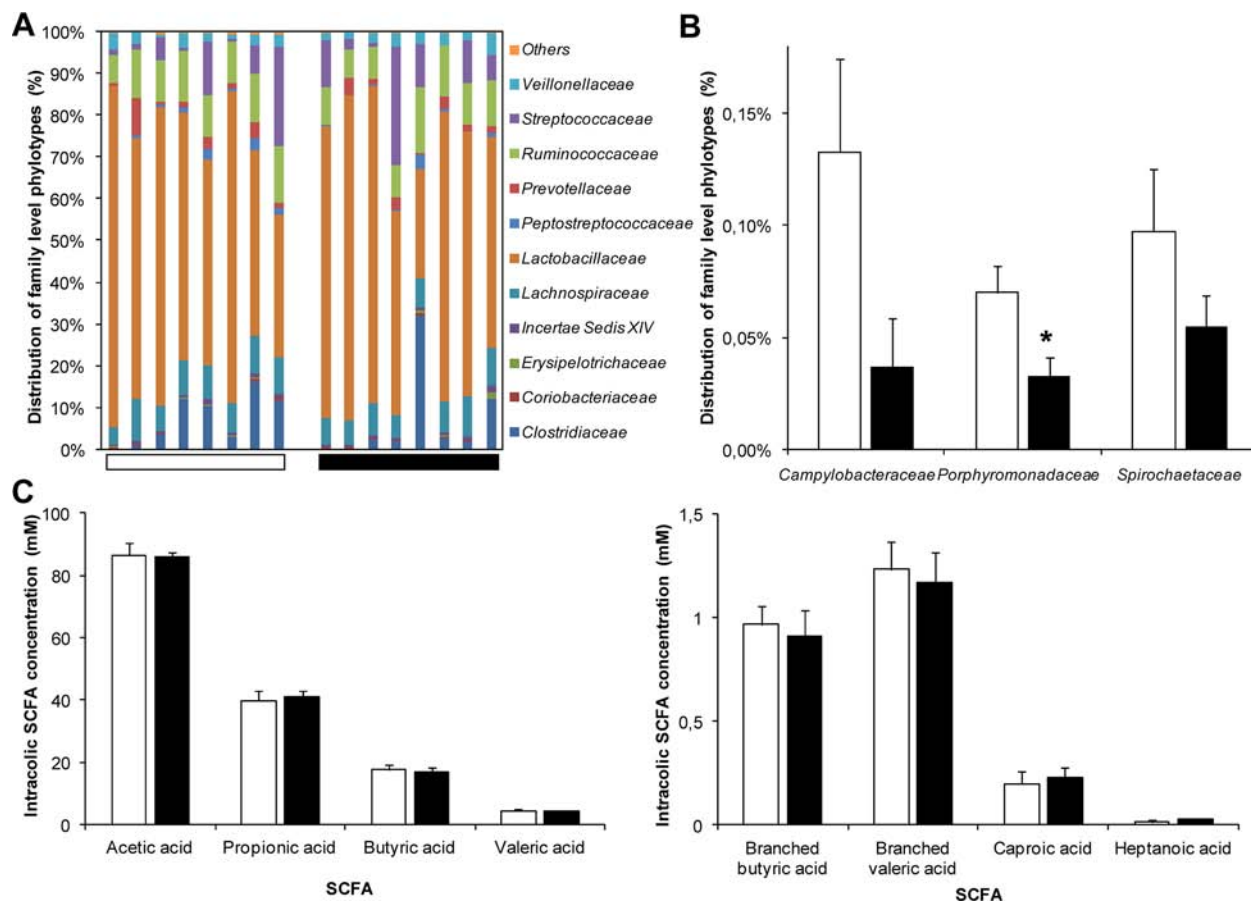 A
Distribution of family level phylotypes (%)
100%
90%
80%
70%
60%
50%
40%
30%
20%
10%
0%
Others
Veillonellaceae
Streptococcaceae
Ruminococcaceae
Prevotellaceae
Peptostreptococcaceae
Lactobacillaceae
Lachnospiraceae
Incertae Sedis XIV
Erysipelotrichaceae
Coriobacteriaceae
Clostridiaceae
B
Distribution of family level phylotypes (%)
0,15%
0,10%
0,05%
0,00%
*
Campylobacteraceae Porphyromonadaceae Spirochaetaceae
C
Intracolic SCFA concentration (mM)
100
80
60
40
20
0
Acetic acid Propionic acid Butyric acid Valeric acid
SCFA
Intracolic SCFA concentration (mM)
1,5
1
0,5
0
Branched Branched Caproic acid Heptanoic acid
butyric acid valeric acid
SCFA